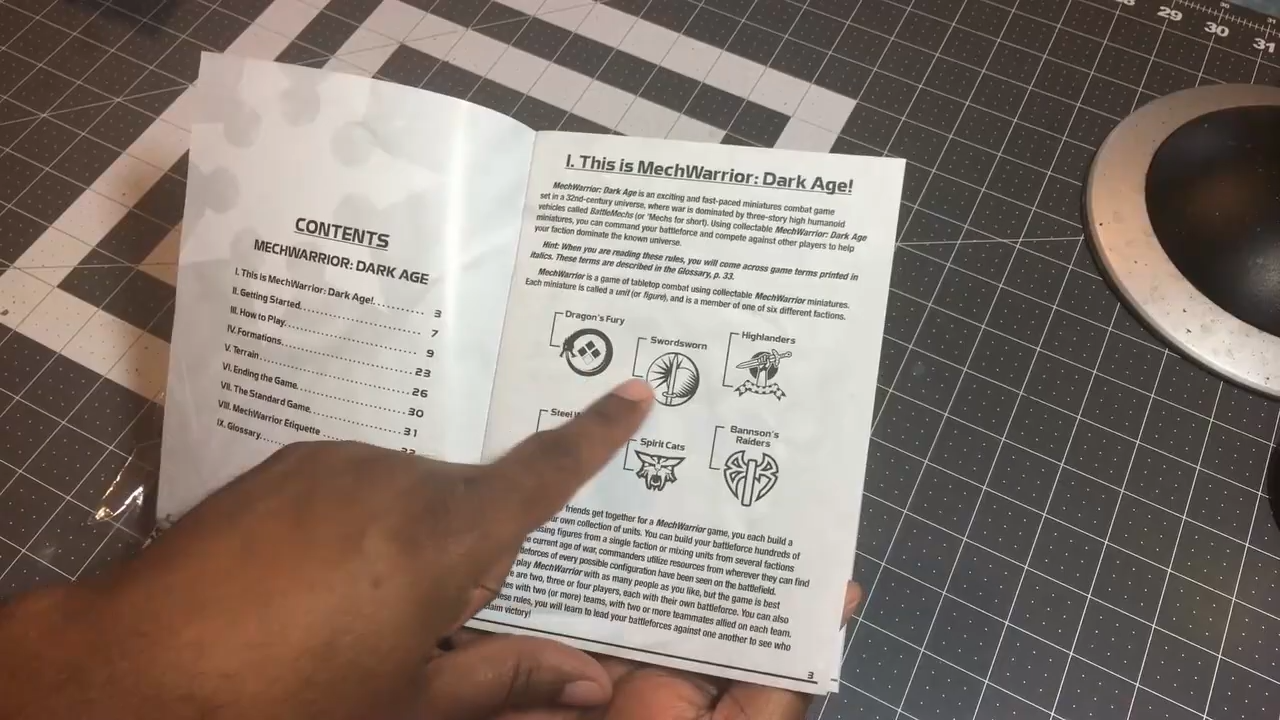 28 29 30 31
CONTENTS
MECHWARRIOR: DARK AGE
I. This is MechWarrior: Dark Age!........ 3
II. Getting Started........ 7
III. How to Play........ 9
IV. Formations........ 23
V. Terrain........ 26
VI. Ending the Game........ 30
VII. The Standard Game........ 31
VIII. MechWarrior Etiquette
IX. Glossary
I. This is MechWarrior: Dark Age!
MechWarrior: Dark Age is an exciting and fast-paced miniatures combat game
set in a 32nd-century universe, where war is dominated by three-story high humanoid
vehicles called BattleMechs (or 'Mechs for short). Using collectable MechWarrior: Dark Age
miniatures, you can command your battleforce and compete against other players to help
your faction dominate the known universe.
Hint: When you are reading these rules, you will come across game terms printed in
italics. These terms are described in the Glossary, p. 33.
MechWarrior is a game of tabletop combat using collectable MechWarrior miniatures.
Each miniature is called a unit (or figure), and is a member of one of six different factions.
Dragon's Fury
Swordsworn
Highlanders
Steel
Spirit Cats
Bannson's
Raiders
friends get together for a MechWarrior game, you each build a
own collection of units. You can build your battleforce hundreds of
using figures from a single faction or mixing units from several factions
current age of war, commanders utilize resources from wherever they can find
of every possible configuration have been seen on the battlefield.
play MechWarrior with as many people as you like, but the game is best
are two, three or four players, each with their own battleforce. You can also
with two (or more) teams, with two or more teammates allied on each team.
these rules, you will learn to lead your battleforces against one another to see who
claim victory!
3